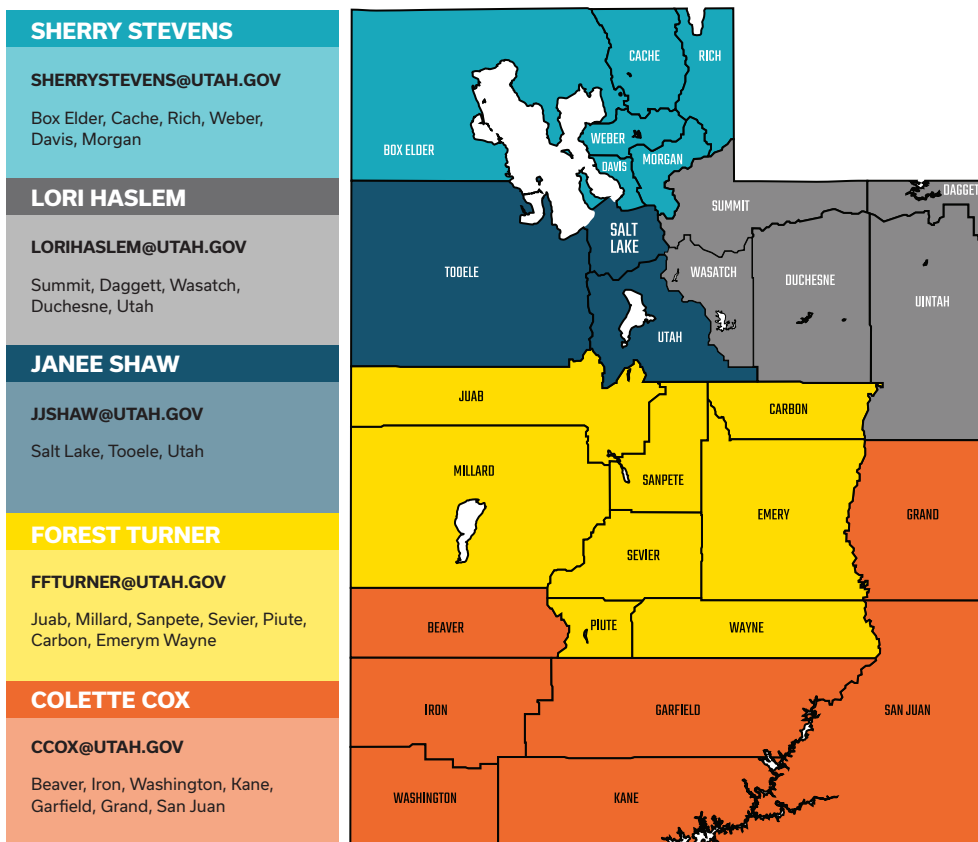 SHERRY STEVENS
SHERRYSTEVENS@UTAH.GOV
Box Elder, Cache, Rich, Weber,
Davis, Morgan
LORI HASLEM
LORIHASLEM@UTAH.GOV
Summit, Daggett, Wasatch,
Duchesne, Utah
JANEE SHAW
JJSHAW@UTAH.GOV
Salt Lake, Tooele, Utah
FOREST TURNER
FFTURNER@UTAH.GOV
Juab, Millard, Sanpete, Sevier, Piute,
Carbon, Emerym Wayne
COLETTE COX
CCOX@UTAH.GOV
Beaver, Iron, Washington, Kane,
Garfield, Grand, San Juan
CACHE
RICH
WEBER
BOX ELDER
DAVIS
MORGAN
DAGGET
SUMMIT
SALT
LAKE
TOOELE
WASATCH
DUCHESNE
UINTAH
UTAH
JUAB
CARBON
MILLARD
SANPETE
EMERY
GRAND
SEVIER
BEAVER
PIUTE
WAYNE
IRON
GARFIELD
SAN JUAN
WASHINGTON
KANE